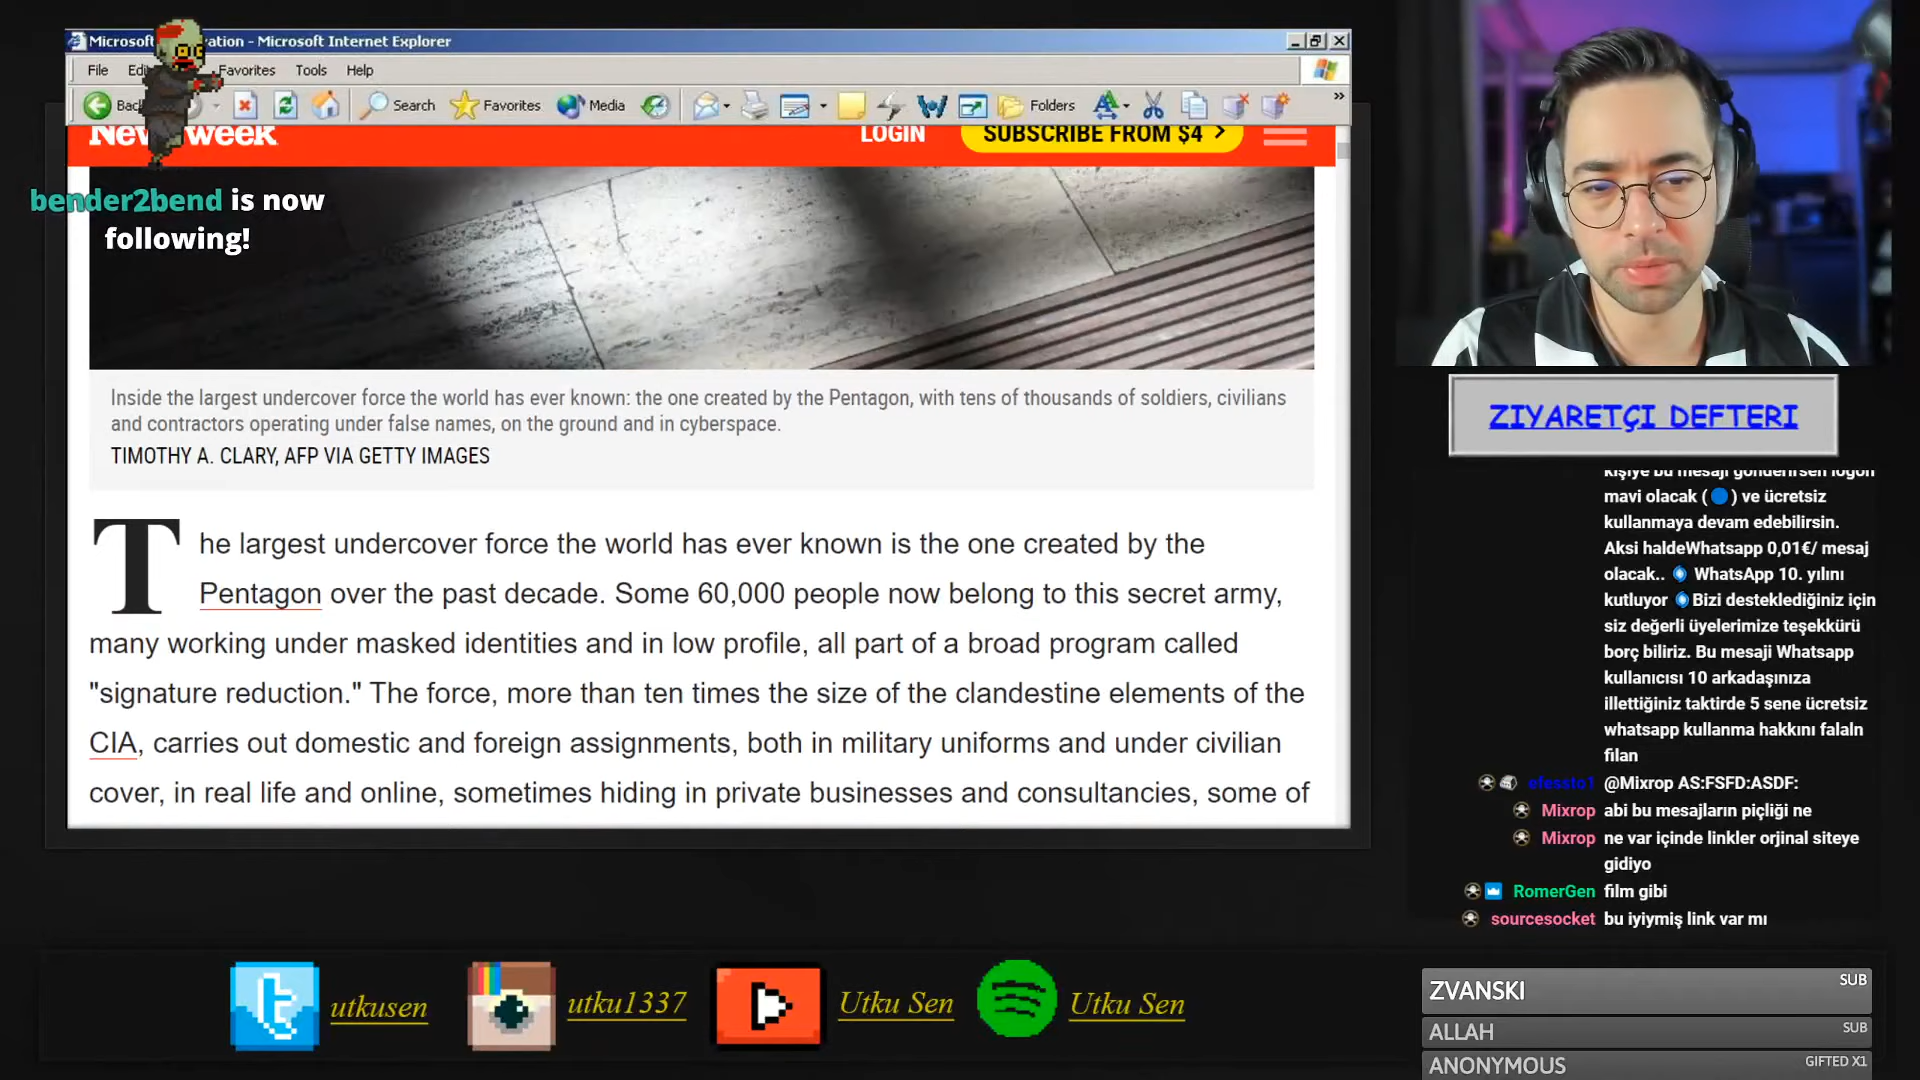 Microsoft
ation - Microsoft Internet Explorer
File
Favorites
Tools
Help
Search
Favorites
Media
Folders
LOGIN
SUBSCRIBE FROM $4 >
bender2bend is now
following!
Inside the largest undercover force the world has ever known: the one created by the Pentagon, with tens of thousands of soldiers, civilians
and contractors operating under false names, on the ground and in cyberspace.
TIMOTHY A. CLARY, AFP VIA GETTY IMAGES
The largest undercover force the world has ever known is the one created by the
Pentagon over the past decade. Some 60,000 people now belong to this secret army,
many working under masked identities and in low profile, all part of a broad program called
"signature reduction." The force, more than ten times the size of the clandestine elements of the
CIA, carries out domestic and foreign assignments, both in military uniforms and under civilian
cover, in real life and online, sometimes hiding in private businesses and consultancies, some of
ZİYARETÇİ DEFTERİ
kişiye bu mesajı gönderirsen logon
mavi olacak ( ) ve ücretsiz
kullanmaya devam edebilirsin.
Aksi haldeWhatsapp 0,01€/ mesaj
olacak.. WhatsApp 10. yılını
kutluyor Bizi desteklediğiniz için
siz değerli üyelerimize teşekkürü
borç biliriz. Bu mesaji Whatsapp
kullanıcısı 10 arkadaşınıza
illettiğiniz taktirde 5 sene ücretsiz
whatsapp kullanma hakkını falaln
filan
efessto1 @Mixrop AS:FSFD:ASDF:
Mixrop abi bu mesajların piçliği ne
Mixrop ne var içinde linkler orjinal siteye
gidiyo
RomerGen film gibi
sourcesocket bu iyiymiş link var mı
utkusen
utku1337
Utku Sen
Utku Sen
ZVANSKI SUB
ALLAH SUB
ANONYMOUS GIFTED X1